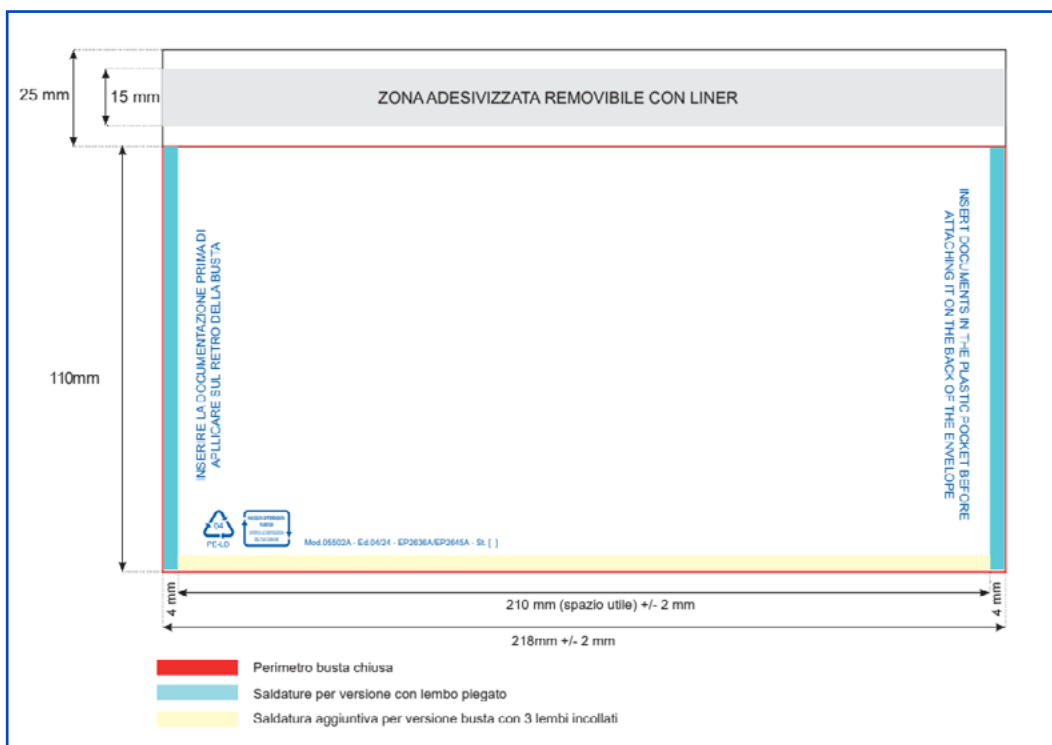 25 mm
15 mm
ZONA ADESIVIZZATA REMOVIBILE CON LINER
110mm
INSERIRE LA DOCUMENTAZIONE PRIMA DI
APLLICARE SUL RETRO DELLA BUSTA
INSERT DOCUMENTS IN THE PLASTIC POCKET BEFORE
ATTACHING IT ON THE BACK OF THE ENVELOPE
04
PE-LD
Mod.05502A - Ed.04/24 - EP2636A/EP2645A - St. [ ]
4 mm
210 mm (spazio utile) +/- 2 mm
4 mm
218mm +/- 2 mm
Perimetro busta chiusa
Saldature per versione con lembo piegato
Saldatura aggiuntiva per versione busta con 3 lembi incollati